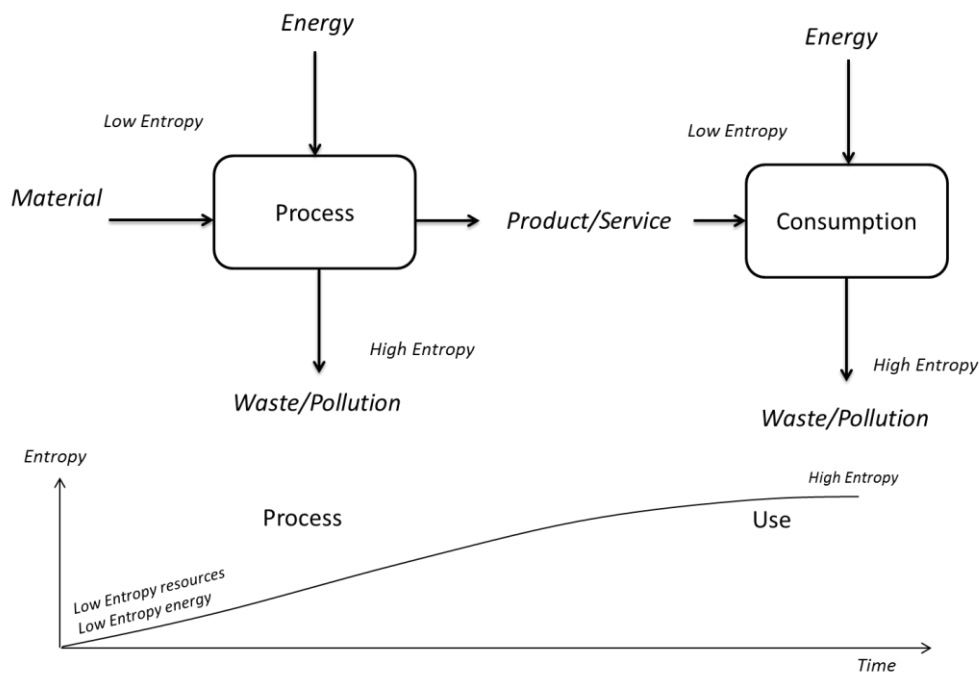 Energy
Energy
Low Entropy
Low Entropy
Material
Process
Product/Service
Consumption
High Entropy
High Entropy
Waste/Pollution
Waste/Pollution
Entropy
High Entropy
Process
Use
Low Entropy resources
Low Entropy energy
Time